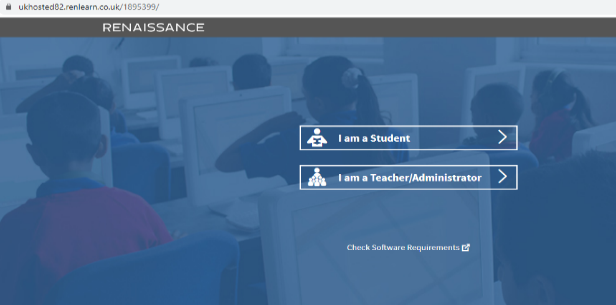 ukhosted82.renlearn.co.uk/1895399/
RENAISSANCE
I am a Student
I am a Teacher/Administrator
Check Software Requirements